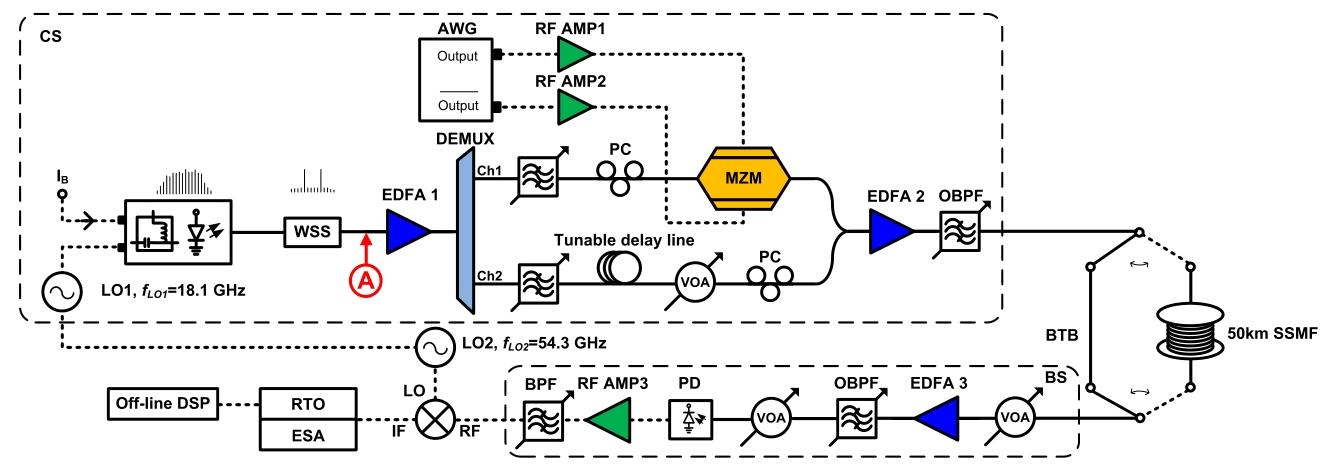 CS
AWG
Output
Output
RF AMP1
RF AMP2
DEMUX
Ch1
PC
MZM
I_B
EDFA 1
WSS
A
EDFA 2
OBPF
Tunable delay line
Ch2
VOA
PC
LO1, f_LO1=18.1 GHz
LO2, f_LO2=54.3 GHz
BTB
50km SSMF
BS
Off-line DSP
RTO
ESA
LO
IF
RF
BPF
RF AMP3
PD
VOA
OBPF
EDFA 3
VOA